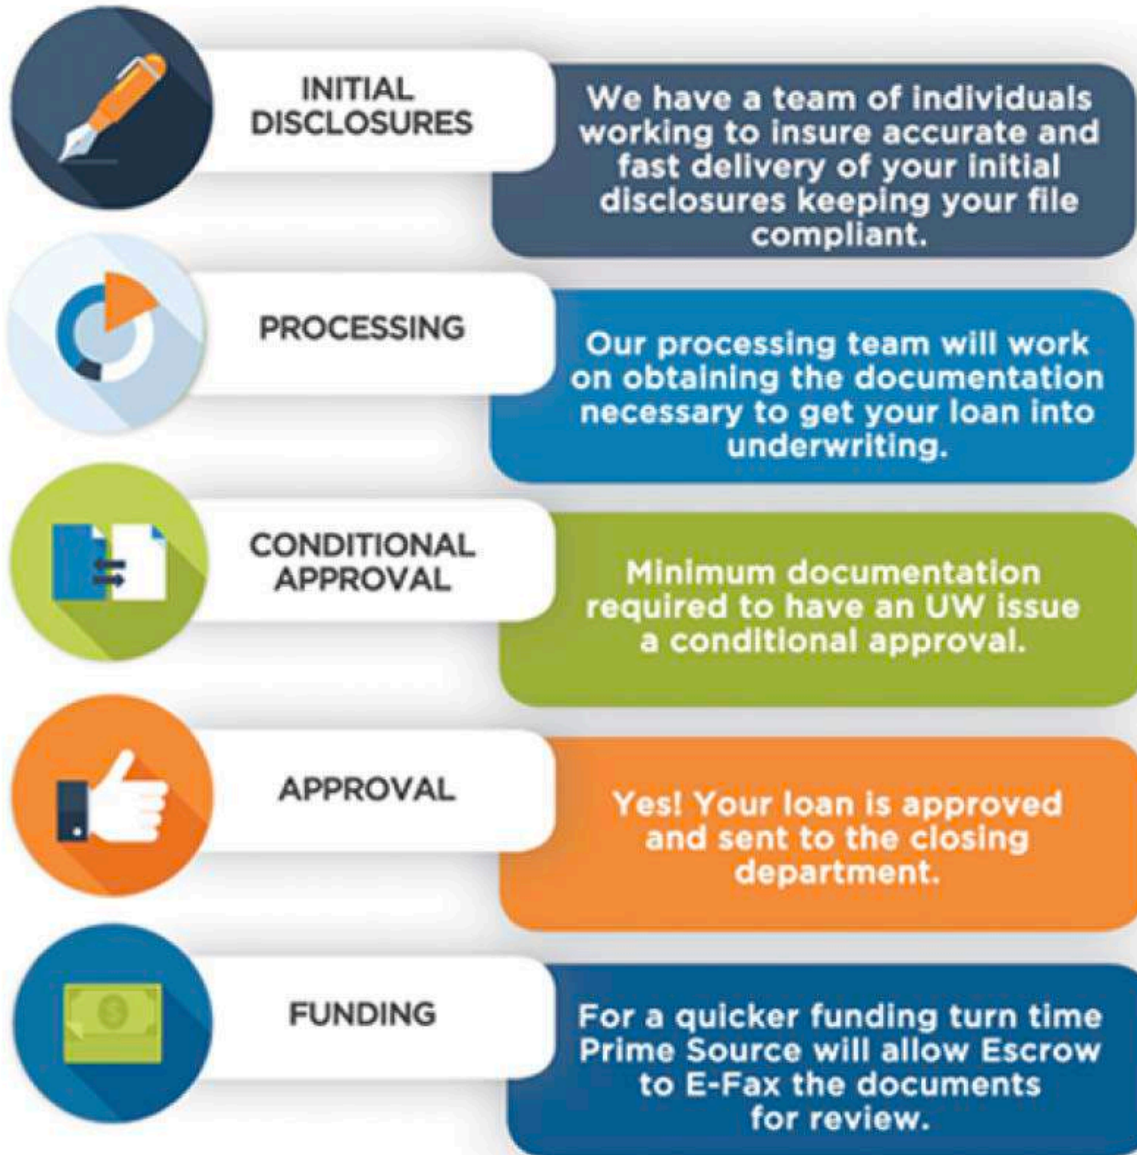 INITIAL
DISCLOSURES
We have a team of individuals
working to insure accurate and
fast delivery of your initial
disclosures keeping your file
compliant.
PROCESSING
Our processing team will work
on obtaining the documentation
necessary to get your loan into
underwriting.
CONDITIONAL
APPROVAL
Minimum documentation
required to have an UW issue
a conditional approval.
APPROVAL
Yes! Your loan is approved
and sent to the closing
department.
$
FUNDING
For a quicker funding turn time
Prime Source will allow Escrow
to E-Fax the documents
for review.